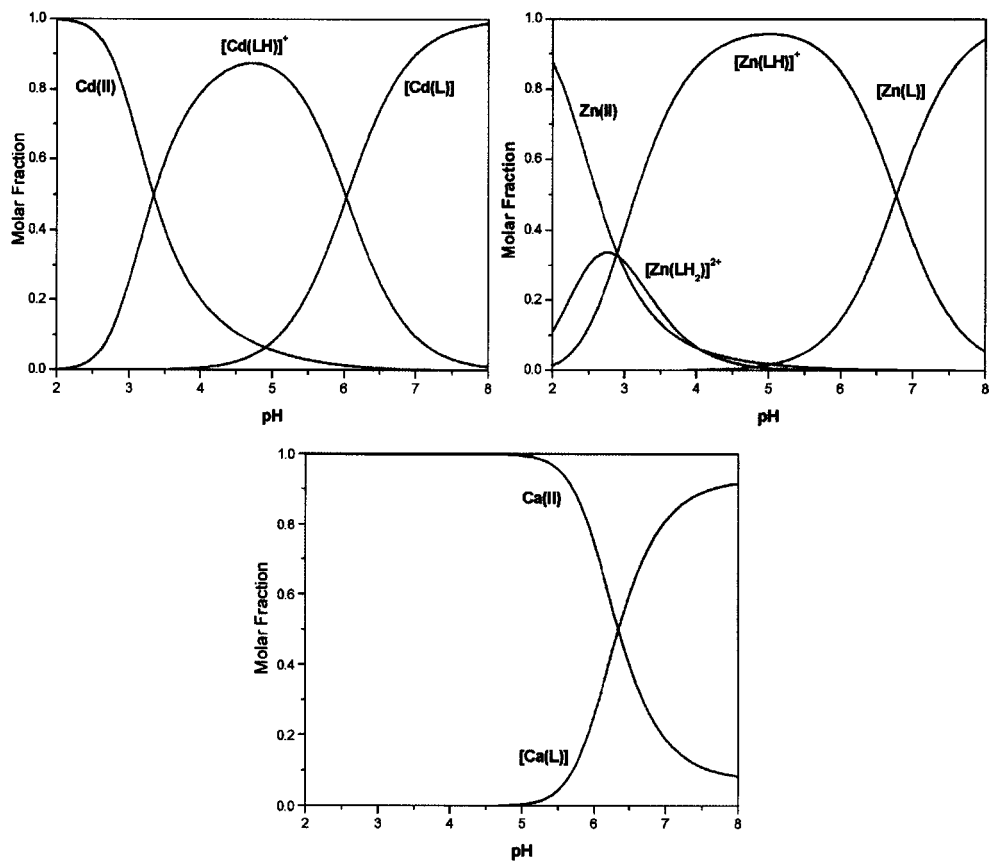 1.0
0.8
0.6
0.4
0.2
0.0
Molar Fraction
2 3 4 5 6 7 8
pH
Cd(II)
[Cd(LH)]+
[Cd(L)]
1.0
0.8
0.6
0.4
0.2
0.0
Molar Fraction
2 3 4 5 6 7 8
pH
Zn(II)
[Zn(LH)]+
[Zn(L)]
[Zn(LH2)]2+
1.0
0.8
0.6
0.4
0.2
0.0
Molar Fraction
2 3 4 5 6 7 8
pH
Ca(II)
[Ca(L)]